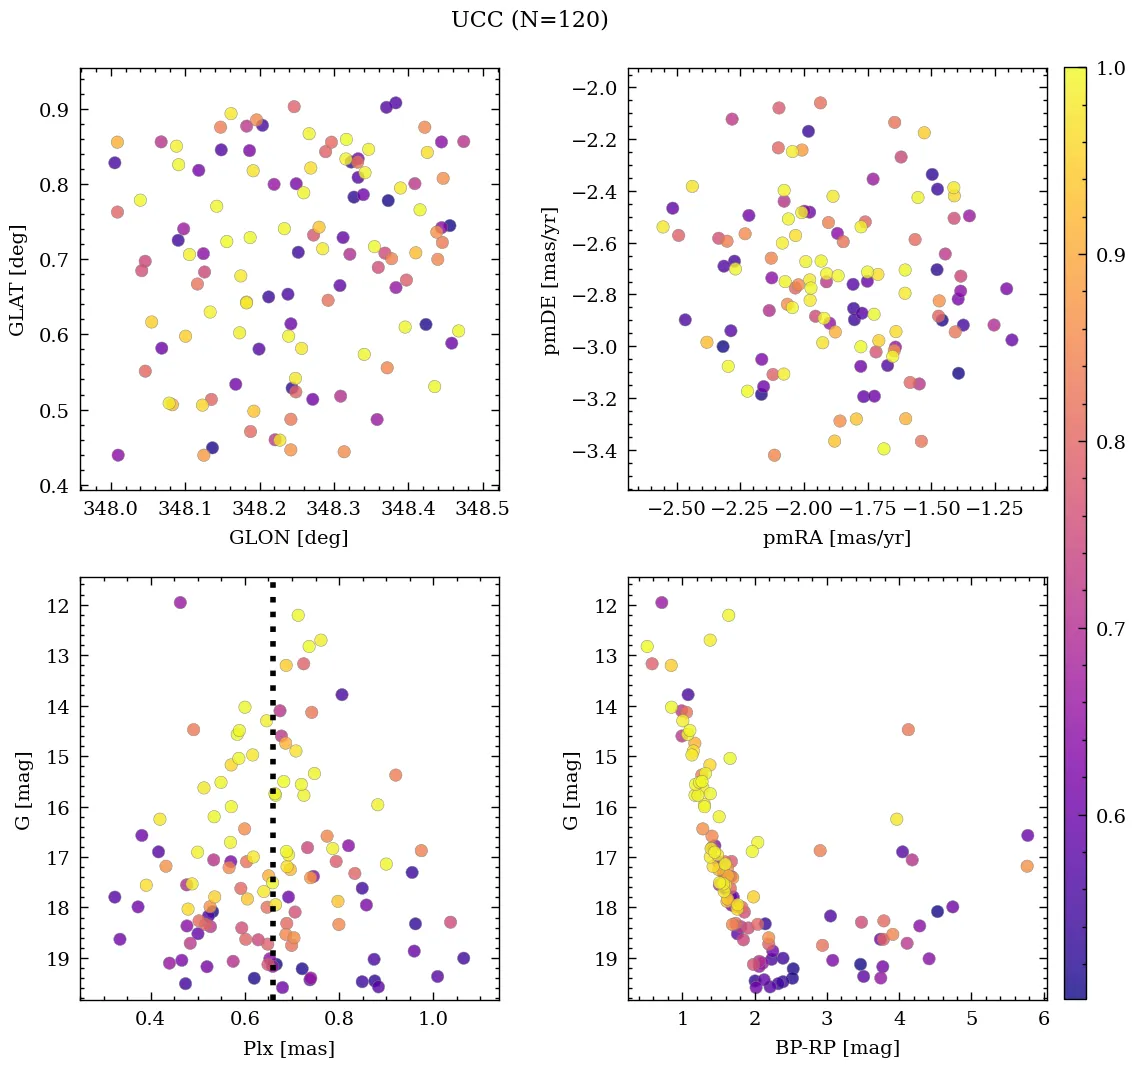 UCC (N=120)
0.9
0.8
0.7
0.6
0.5
0.4
GLAT [deg]
348.0 348.1 348.2 348.3 348.4 348.5
GLON [deg]
−2.0
−2.2
−2.4
−2.6
−2.8
−3.0
−3.2
−3.4
pmDE [mas/yr]
−2.50 −2.25 −2.00 −1.75 −1.50 −1.25
pmRA [mas/yr]
12
13
14
15
16
17
18
19
G [mag]
0.4 0.6 0.8 1.0
Plx [mas]
12
13
14
15
16
17
18
19
G [mag]
1 2 3 4 5 6
BP-RP [mag]
1.0
0.9
0.8
0.7
0.6